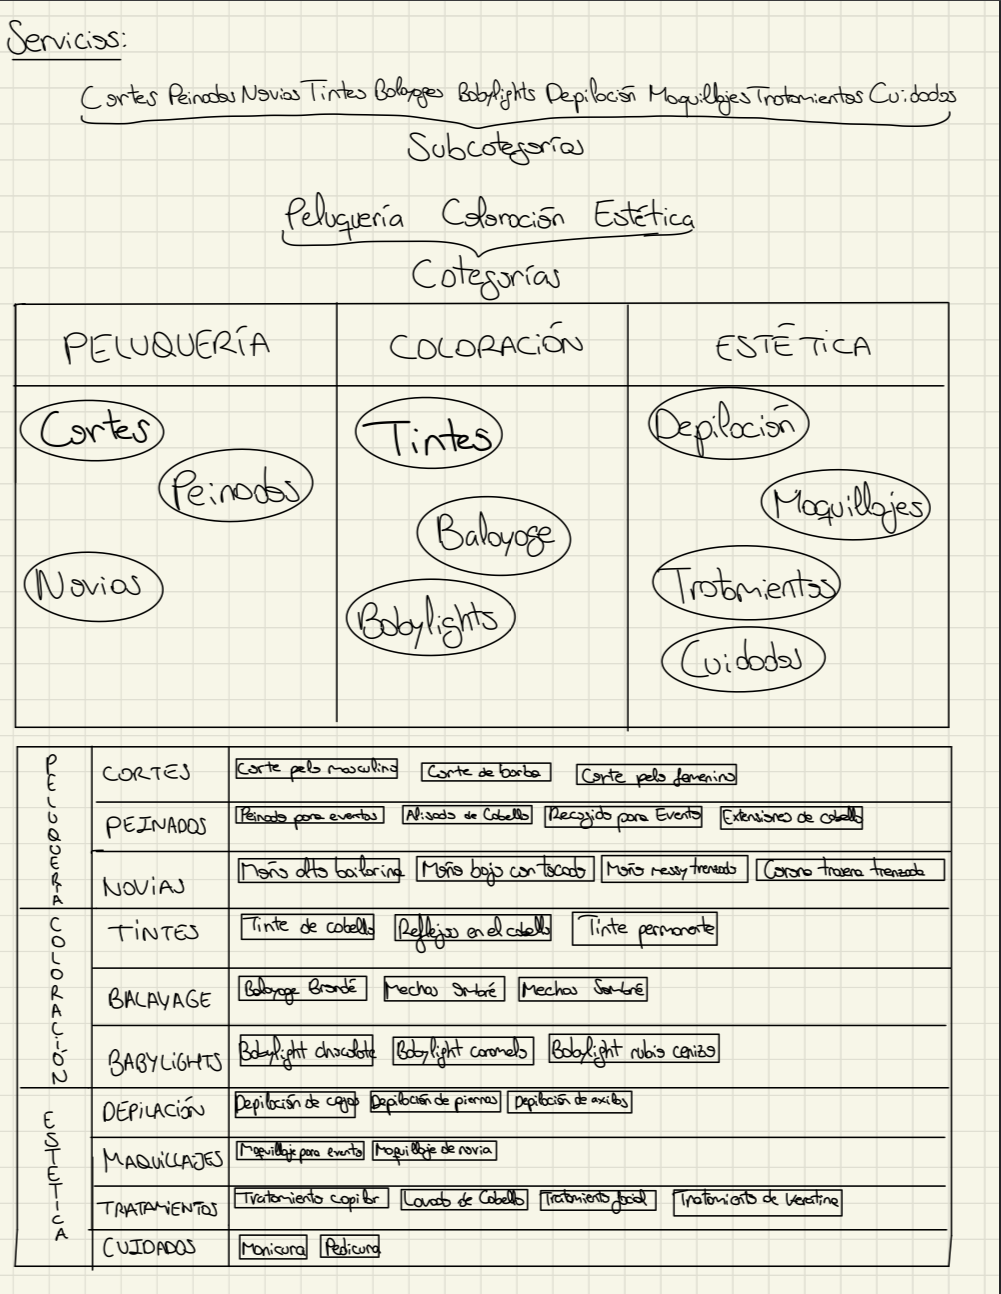 Servicios:
Cortes Peinados Novias Tintes Balayages Babylights Depilación Maquillajes Tratamientos Cuidados
Subcategorías
Peluquería Coloración Estética
Categorías
PELUQUERÍA COLORACIÓN ESTÉTICA
Cortes Tintes Depilación
Peinados Balayage Maquillajes
Novias Babylights Tratamientos
Cuidados
PELUQUERÍA
CORTES Corte pelo masculino Corte de barba Corte pelo femenino
PEINADOS Peinado para eventos Alisado de Cabello Recogido para Evento Extensiones de cabello
NOVIAS Moño alto bailarina Moño bajo con tocado Moño messy trenzado Corona trasera trenzada
COLORACIÓN
TINTES Tinte de cabello Reflejos en el cabello Tinte permanente
BALAYAGE Balayage Brondé Mechas Ombré Mechas Sombré
BABYLIGHTS Babylight chocolate Babylight caramelo Babylight rubio cenizo
ESTETICA
DEPILACIÓN Depilación de cejas Depilación de piernas Depilación de axilas
MAQUILLAJES Maquillaje para evento Maquillaje de novia
TRATAMIENTOS Tratamiento capilar Lavado de Cabello Tratamiento facial Tratamiento de Keratina
CUIDADOS Manicura Pedicura